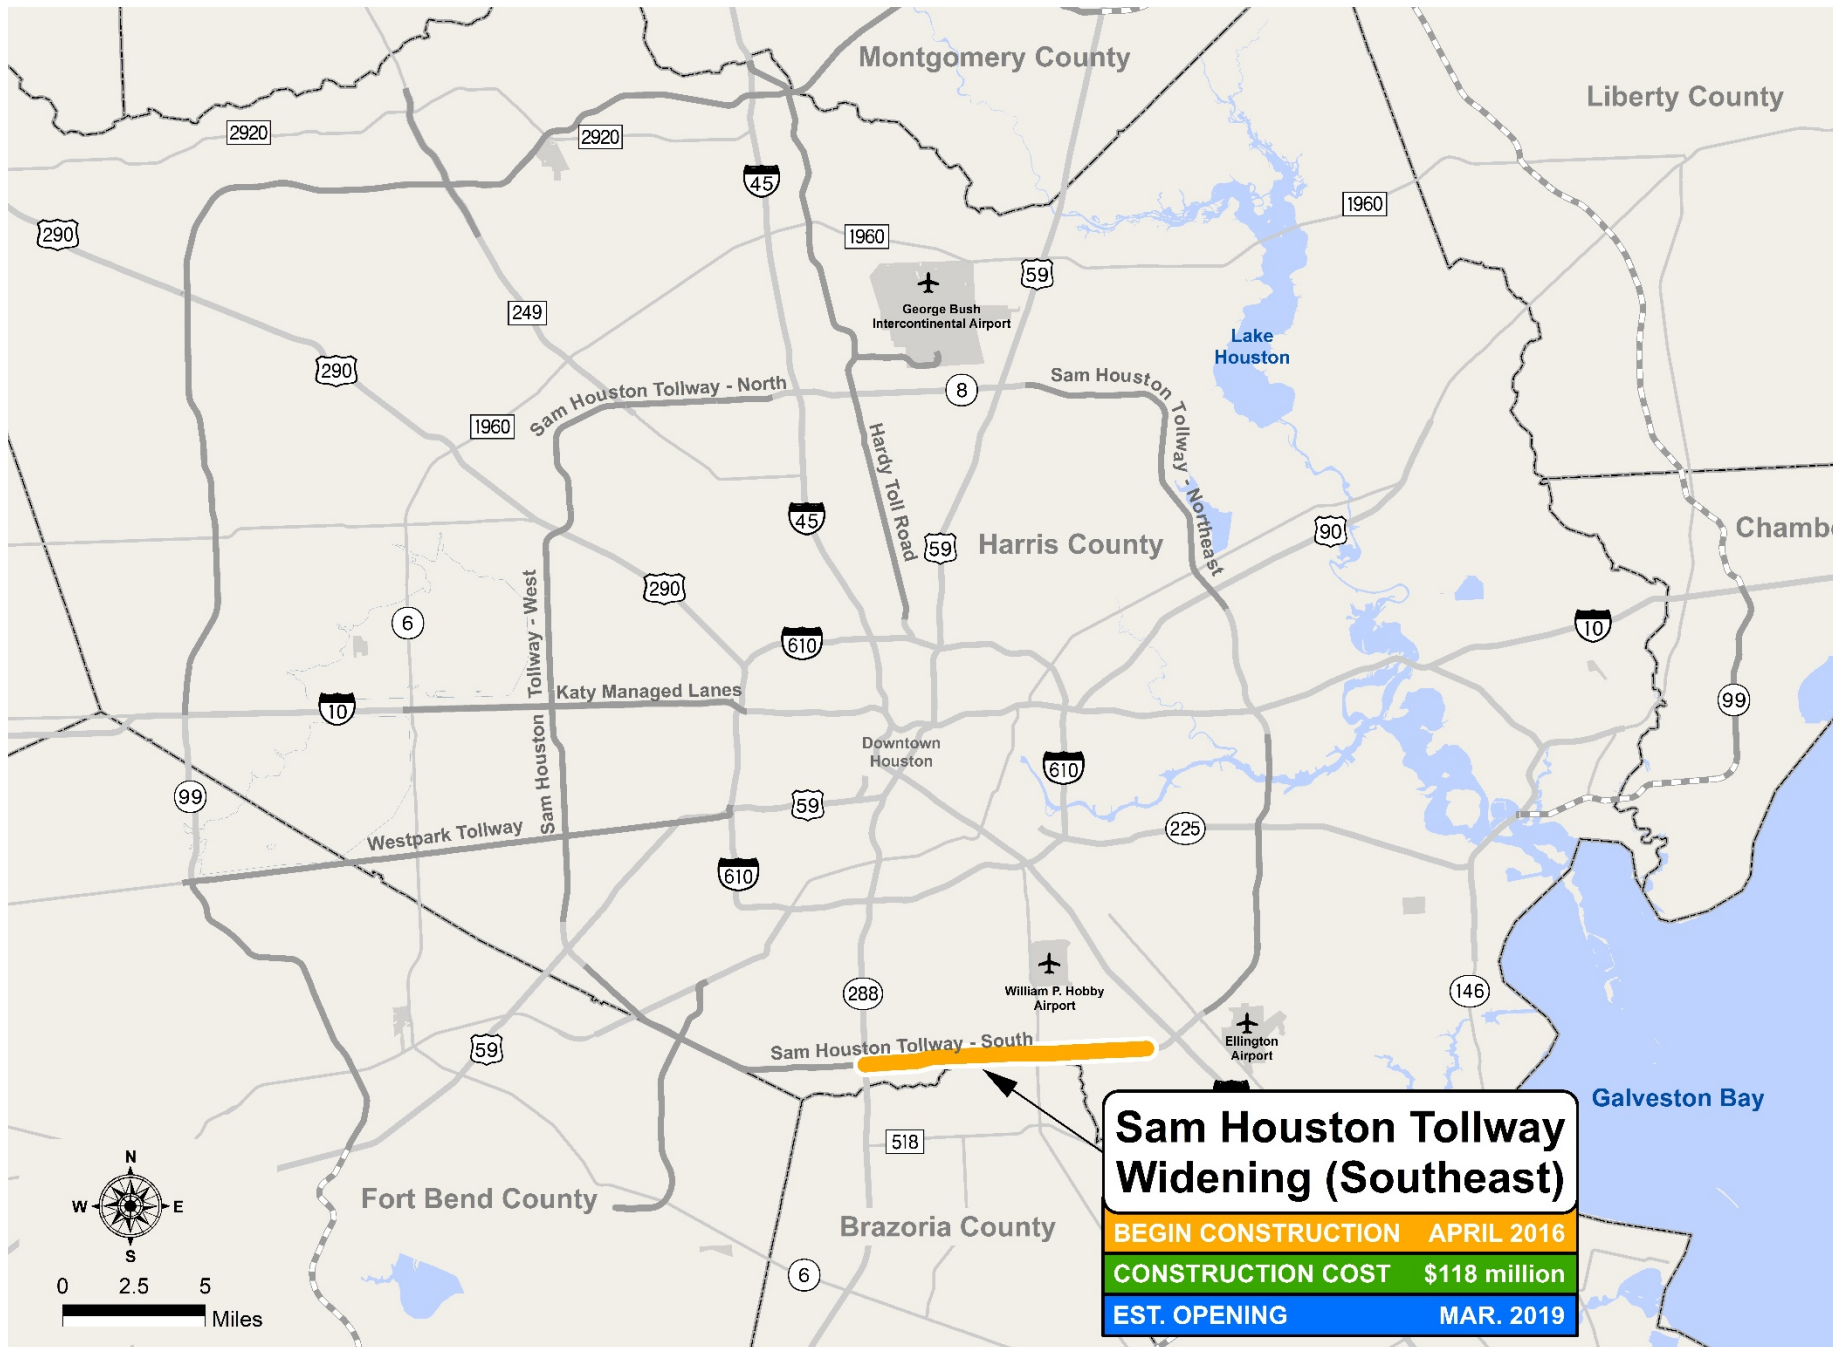 Montgomery County
Liberty County
2920
2920
45
290
1960
1960
59
George Bush
Intercontinental Airport
249
Lake
Houston
290
Sam Houston Tollway - North
8
Sam Houston Tollway - Northeast
1960
Hardy Toll Road
45
59
Harris County
90
Chambe
290
Sam Houston Tollway - West
6
610
10
Katy Managed Lanes
10
99
Downtown
Houston
610
99
59
Westpark Tollway
225
610
William P. Hobby
Airport
288
146
Ellington
Airport
59
Sam Houston Tollway - South
Galveston Bay
518
Fort Bend County
Brazoria County
6
N
W
E
S
0 2.5 5
Miles
Sam Houston Tollway
Widening (Southeast)
BEGIN CONSTRUCTION APRIL 2016
CONSTRUCTION COST $118 million
EST. OPENING MAR. 2019